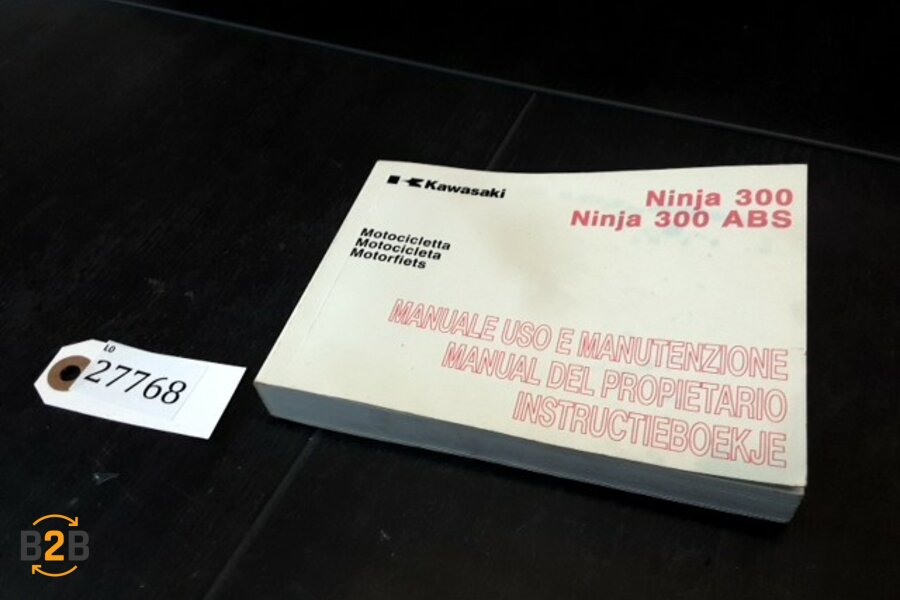 Kawasaki
Ninja 300
Ninja 300 ABS
Motocicletta
Motocicleta
Motorfiets
MANUALE USO E MANUTENZIONE
MANUAL DEL PROPIETARIO
INSTRUCTIEBOEKJE
LO
27768
B2B